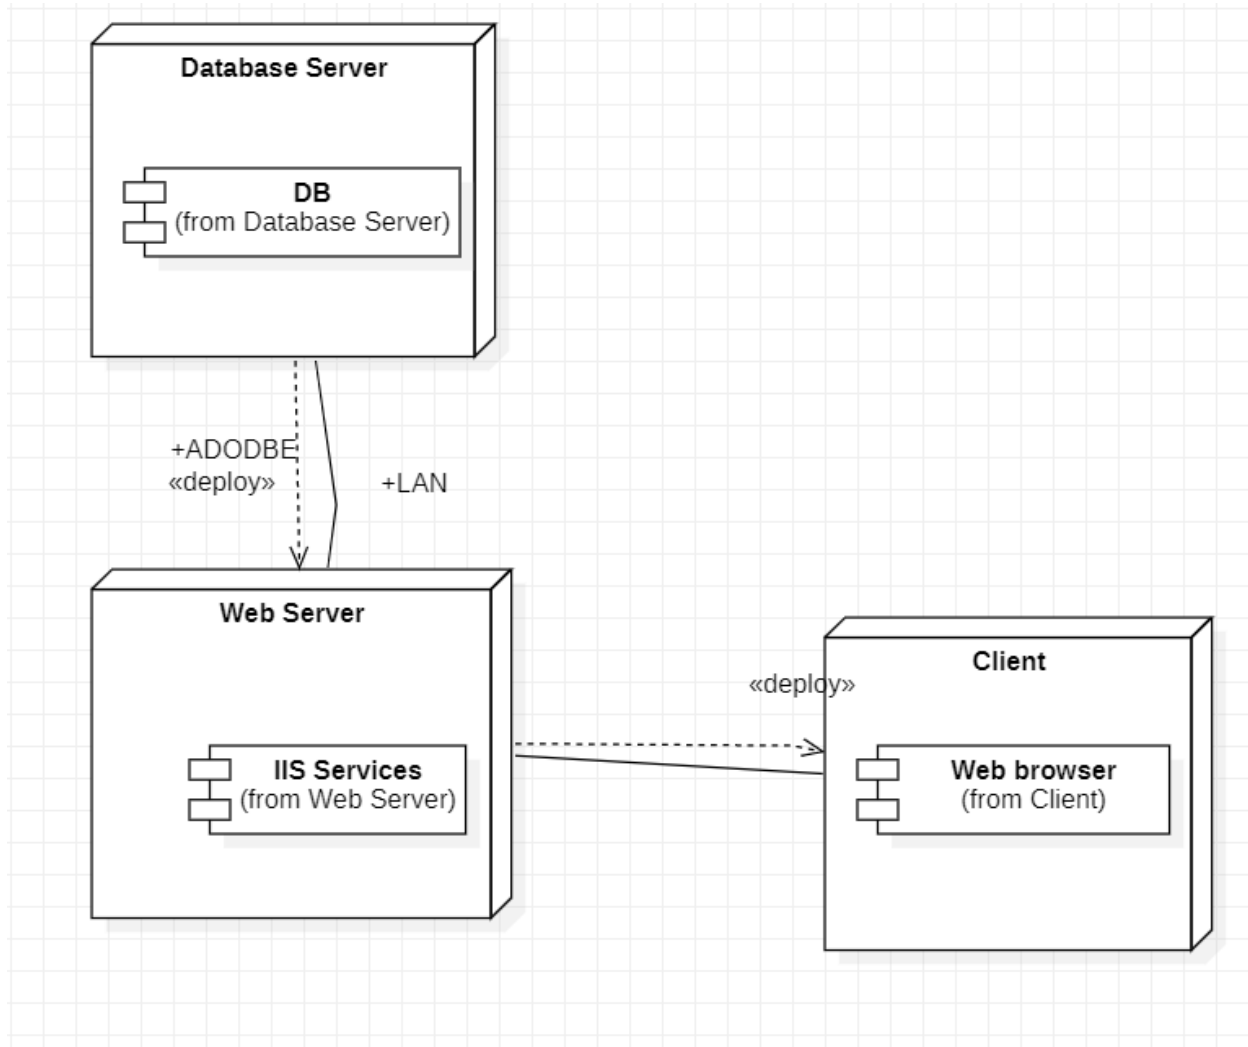 Database Server
DB
(from Database Server)
+ADODBE
«deploy»
+LAN
Web Server
IIS Services
(from Web Server)
«deploy»
Client
Web browser
(from Client)